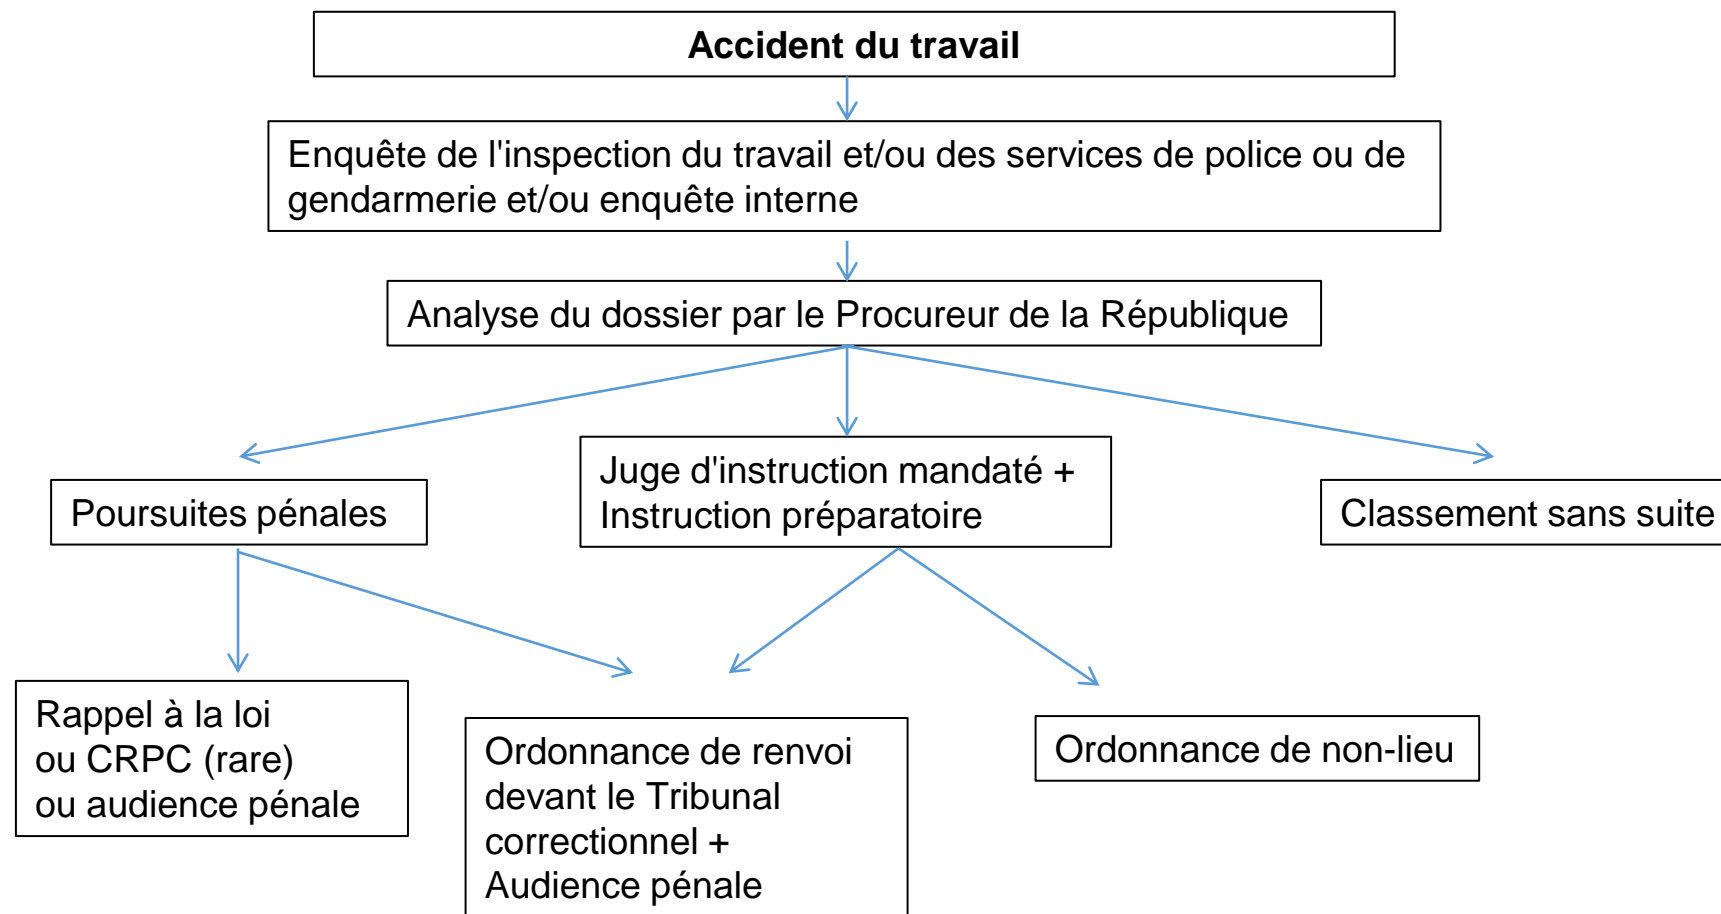 Accident du travail
Enquête de l'inspection du travail et/ou des services de police ou de
gendarmerie et/ou enquête interne
Analyse du dossier par le Procureur de la République
Poursuites pénales
Juge d'instruction mandaté +
Instruction préparatoire
Classement sans suite
Rappel à la loi
ou CRPC (rare)
ou audience pénale
Ordonnance de renvoi
devant le Tribunal
correctionnel +
Audience pénale
Ordonnance de non-lieu